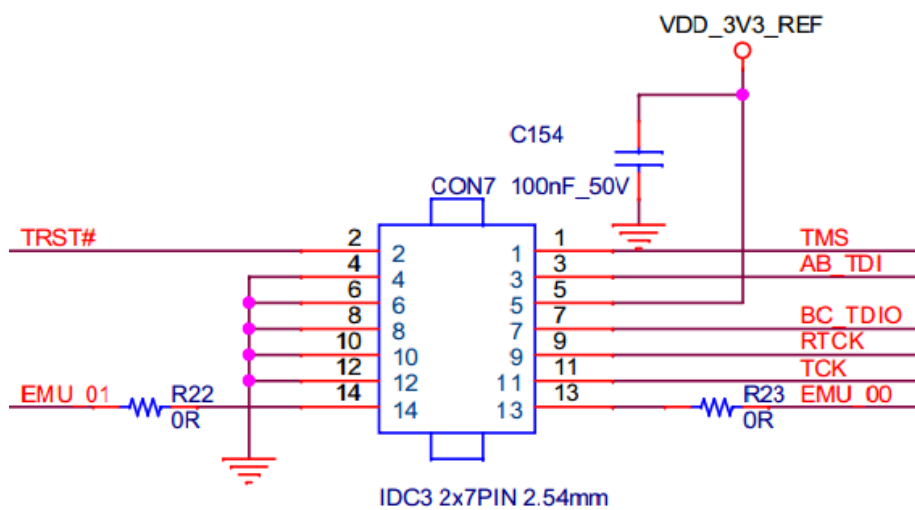 VDD_3V3_REF
C154
CON7 100nF_50V
TRST# 2 2 1 1 TMS
4 4 3 3 AB_TDI
6 6 5 5
8 8 7 7 BC_TDIO
10 10 9 9 RTCK
12 12 11 11 TCK
EMU_01 R22 14 14 13 13 R23 EMU_00
0R 0R
IDC3 2x7PIN 2.54mm